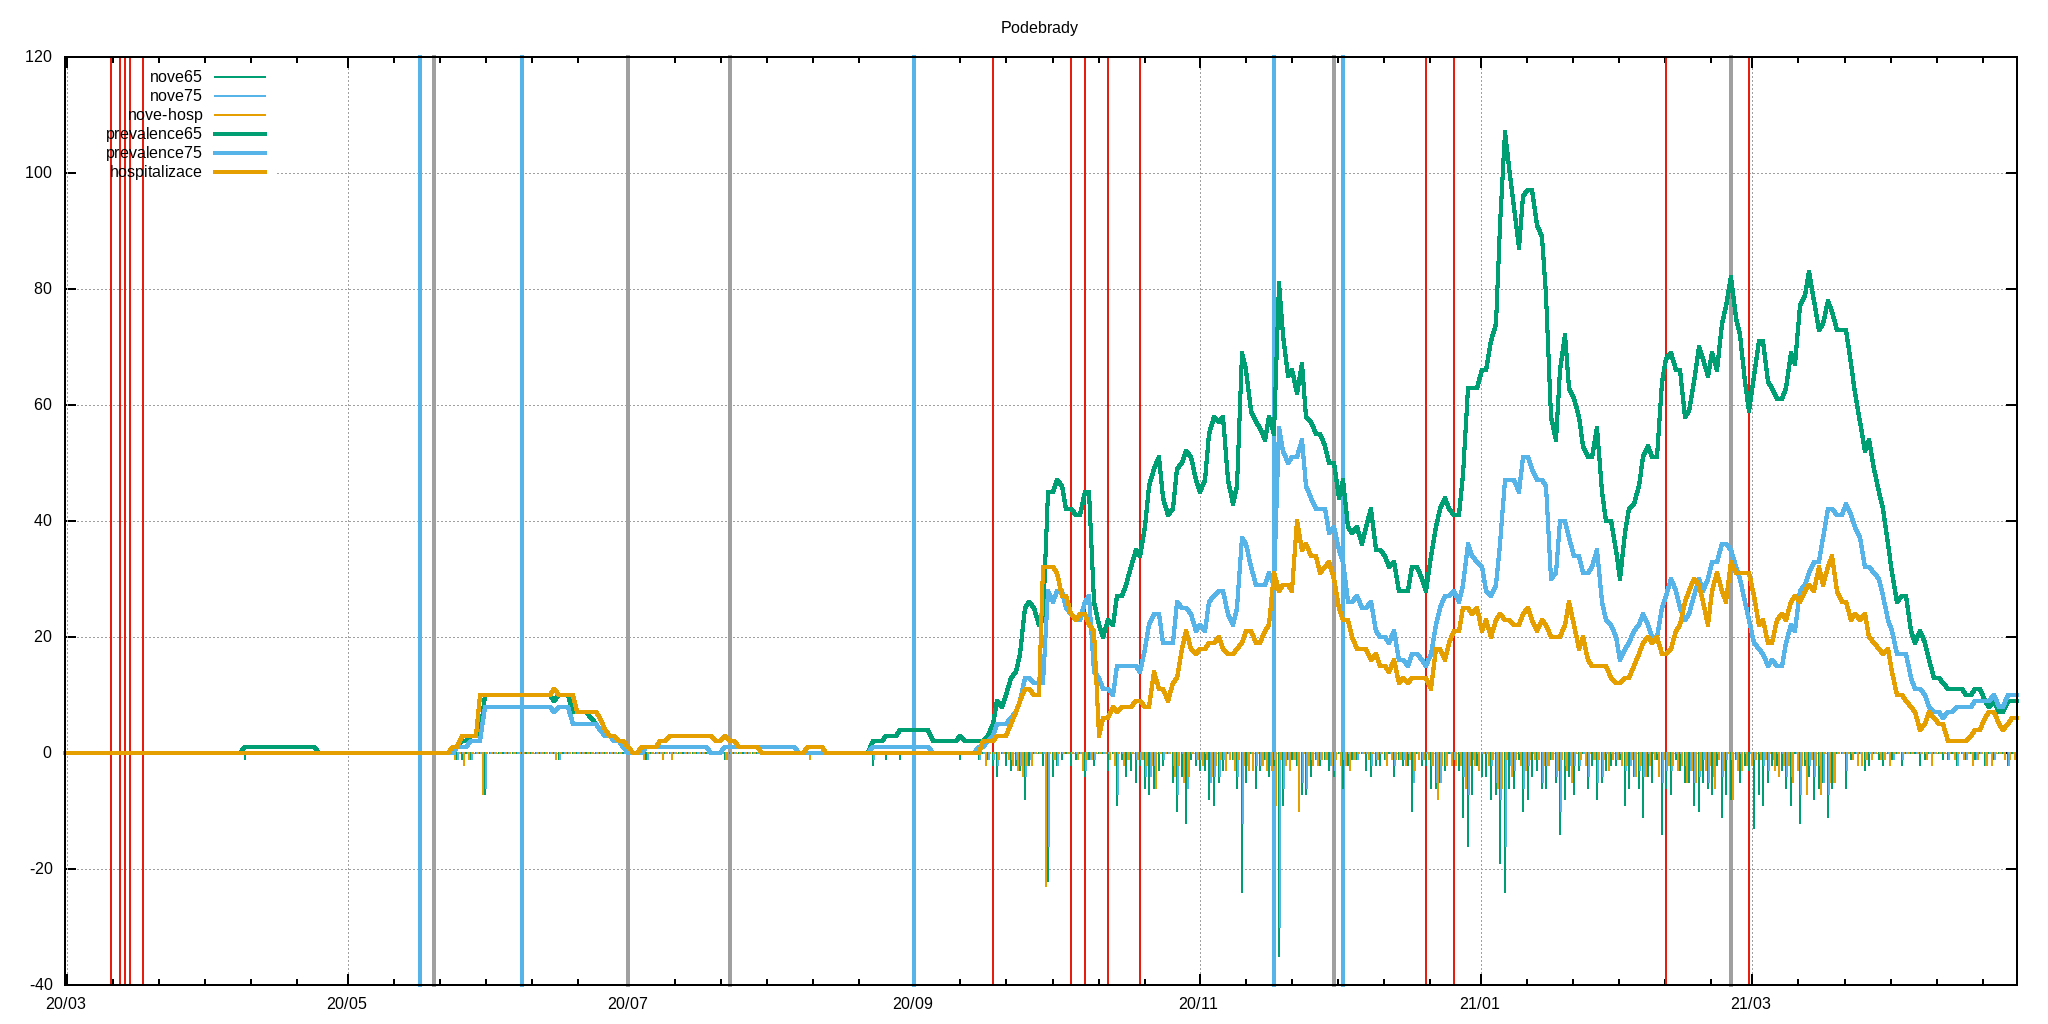 Podebrady
120
100
80
60
40
20
0
-20
-40
nove65
nove75
nove-hosp
prevalence65
prevalence75
hospitalizace
20/03 20/05 20/07 20/09 20/11 21/01 21/03